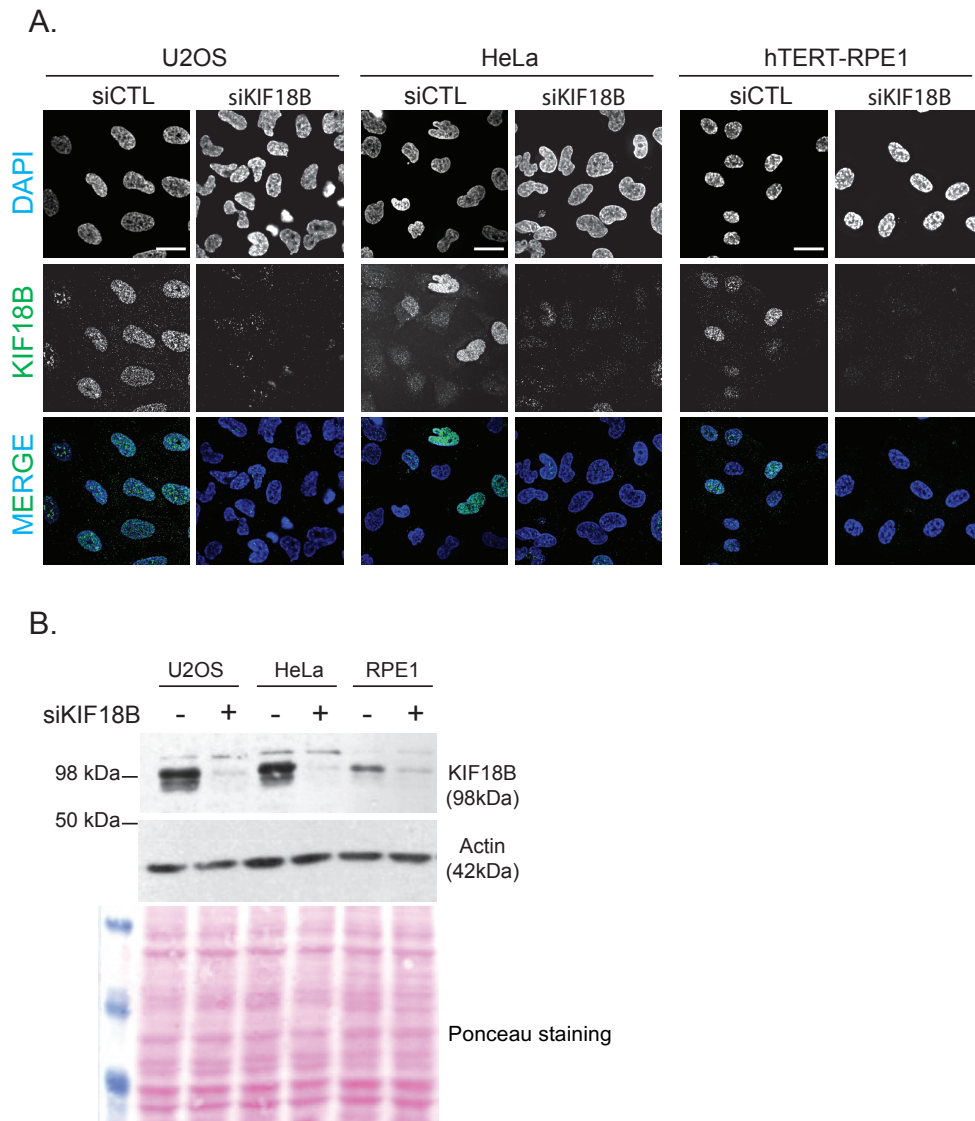 A.
U2OS HeLa hTERT-RPE1
siCTL siKIF18B siCTL siKIF18B siCTL siKIF18B
DAPI
KIF18B
MERGE
B.
U2OS HeLa RPE1
siKIF18B - + - + - +
98 kDa
KIF18B
(98kDa)
50 kDa
Actin
(42kDa)
Ponceau staining